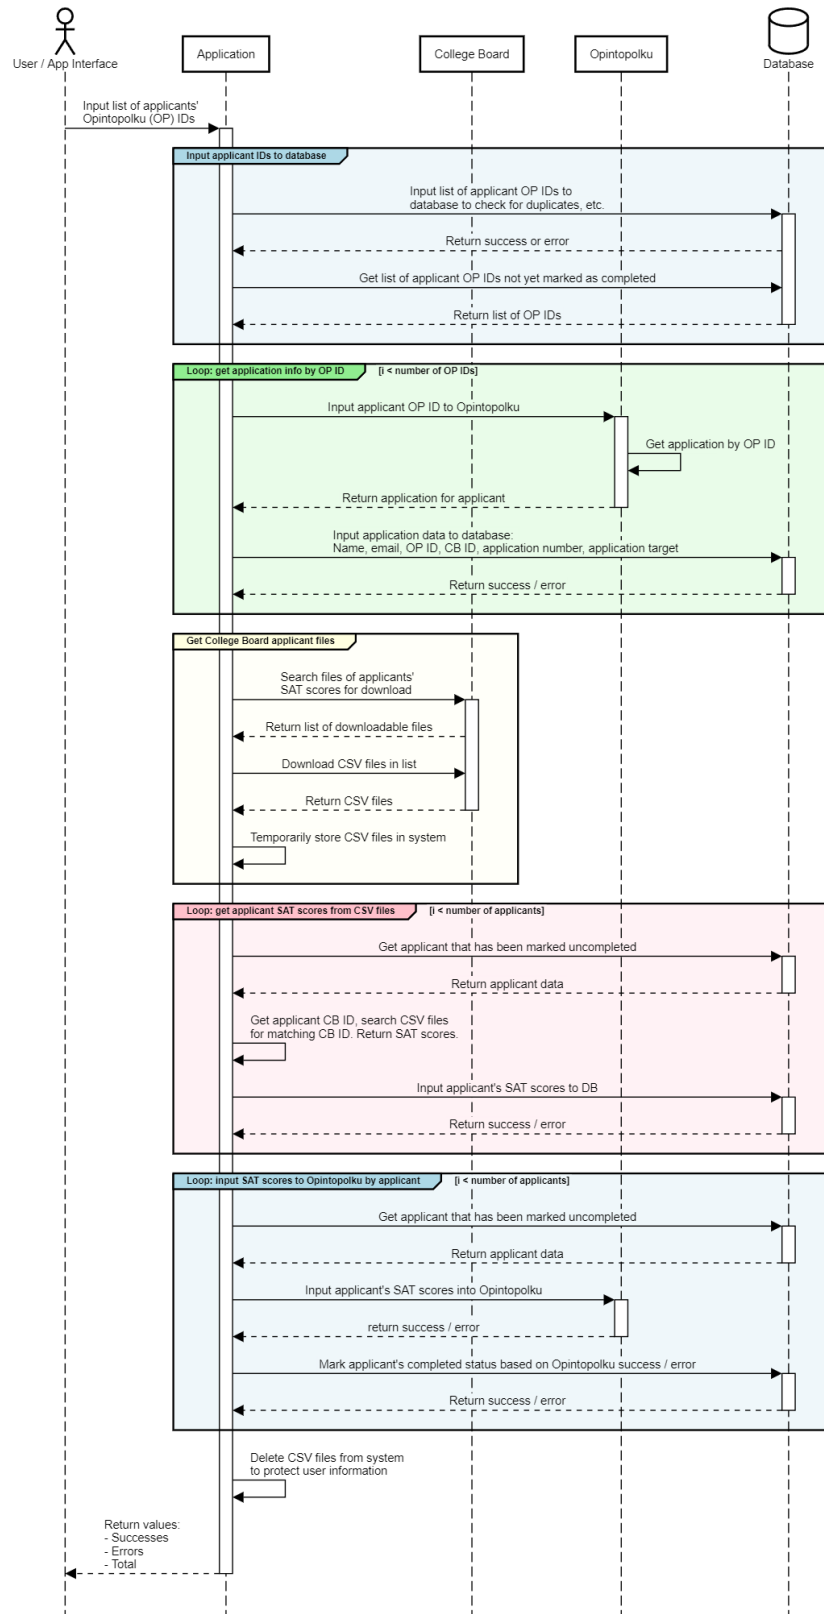 User / App Interface
Application
College Board
Opintopolku
Database
Input list of applicants'
Opintopolku (OP) IDs
Input applicant IDs to database
Input list of applicant OP IDs to
database to check for duplicates, etc.
Return success or error
Get list of applicant OP IDs not yet marked as completed
Return list of OP IDs
Loop: get application info by OP ID
[i < number of OP IDs]
Input applicant OP ID to Opintopolku
Get application by OP ID
Return application for applicant
Input application data to database:
Name, email, OP ID, CB ID, application number, application target
Return success / error
Get College Board applicant files
Search files of applicants'
SAT scores for download
Return list of downloadable files
Download CSV files in list
Return CSV files
Temporarily store CSV files in system
Loop: get applicant SAT scores from CSV files
[i < number of applicants]
Get applicant that has been marked uncompleted
Return applicant data
Get applicant CB ID, search CSV files
for matching CB ID. Return SAT scores.
Input applicant's SAT scores to DB
Return success / error
Loop: input SAT scores to Opintopolku by applicant
[i < number of applicants]
Get applicant that has been marked uncompleted
Return applicant data
Input applicant's SAT scores into Opintopolku
return success / error
Mark applicant's completed status based on Opintopolku success / error
Return success / error
Delete CSV files from system
to protect user information
Return values:
- Successes
- Errors
- Total